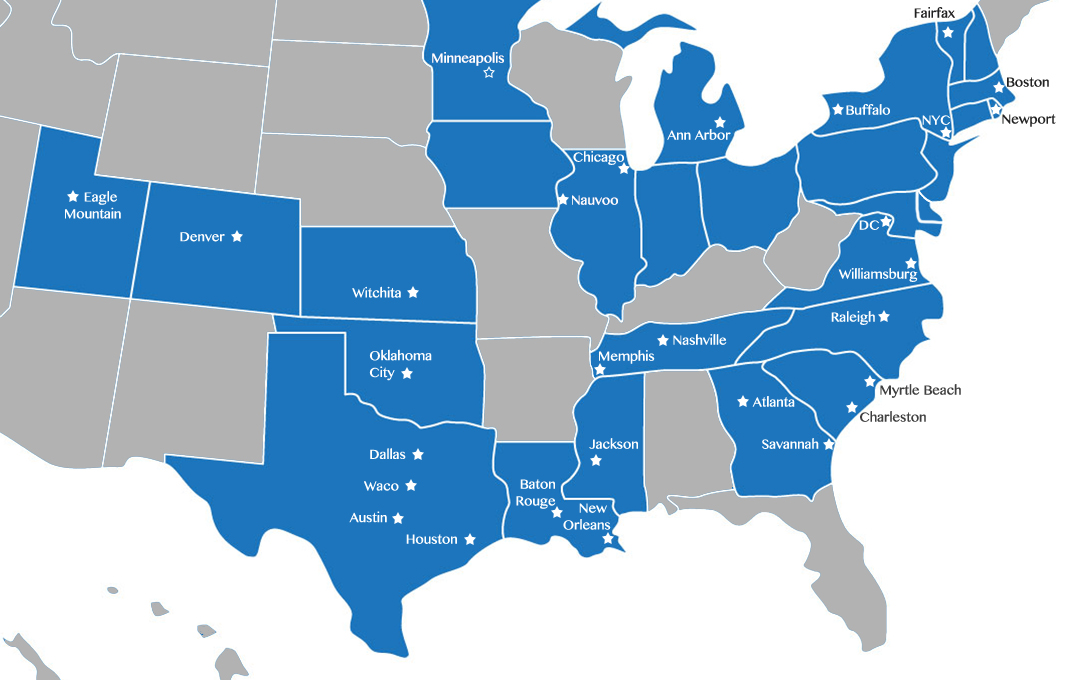 Fairfax
Minneapolis
Boston
Buffalo
NYC
Newport
Ann Arbor
Chicago
Eagle
Mountain
Nauvoo
Denver
DC
Williamsburg
Witchita
Raleigh
Nashville
Memphis
Oklahoma
City
Myrtle Beach
Atlanta
Charleston
Jackson
Savannah
Dallas
Waco
Baton
Rouge
New
Orleans
Austin
Houston